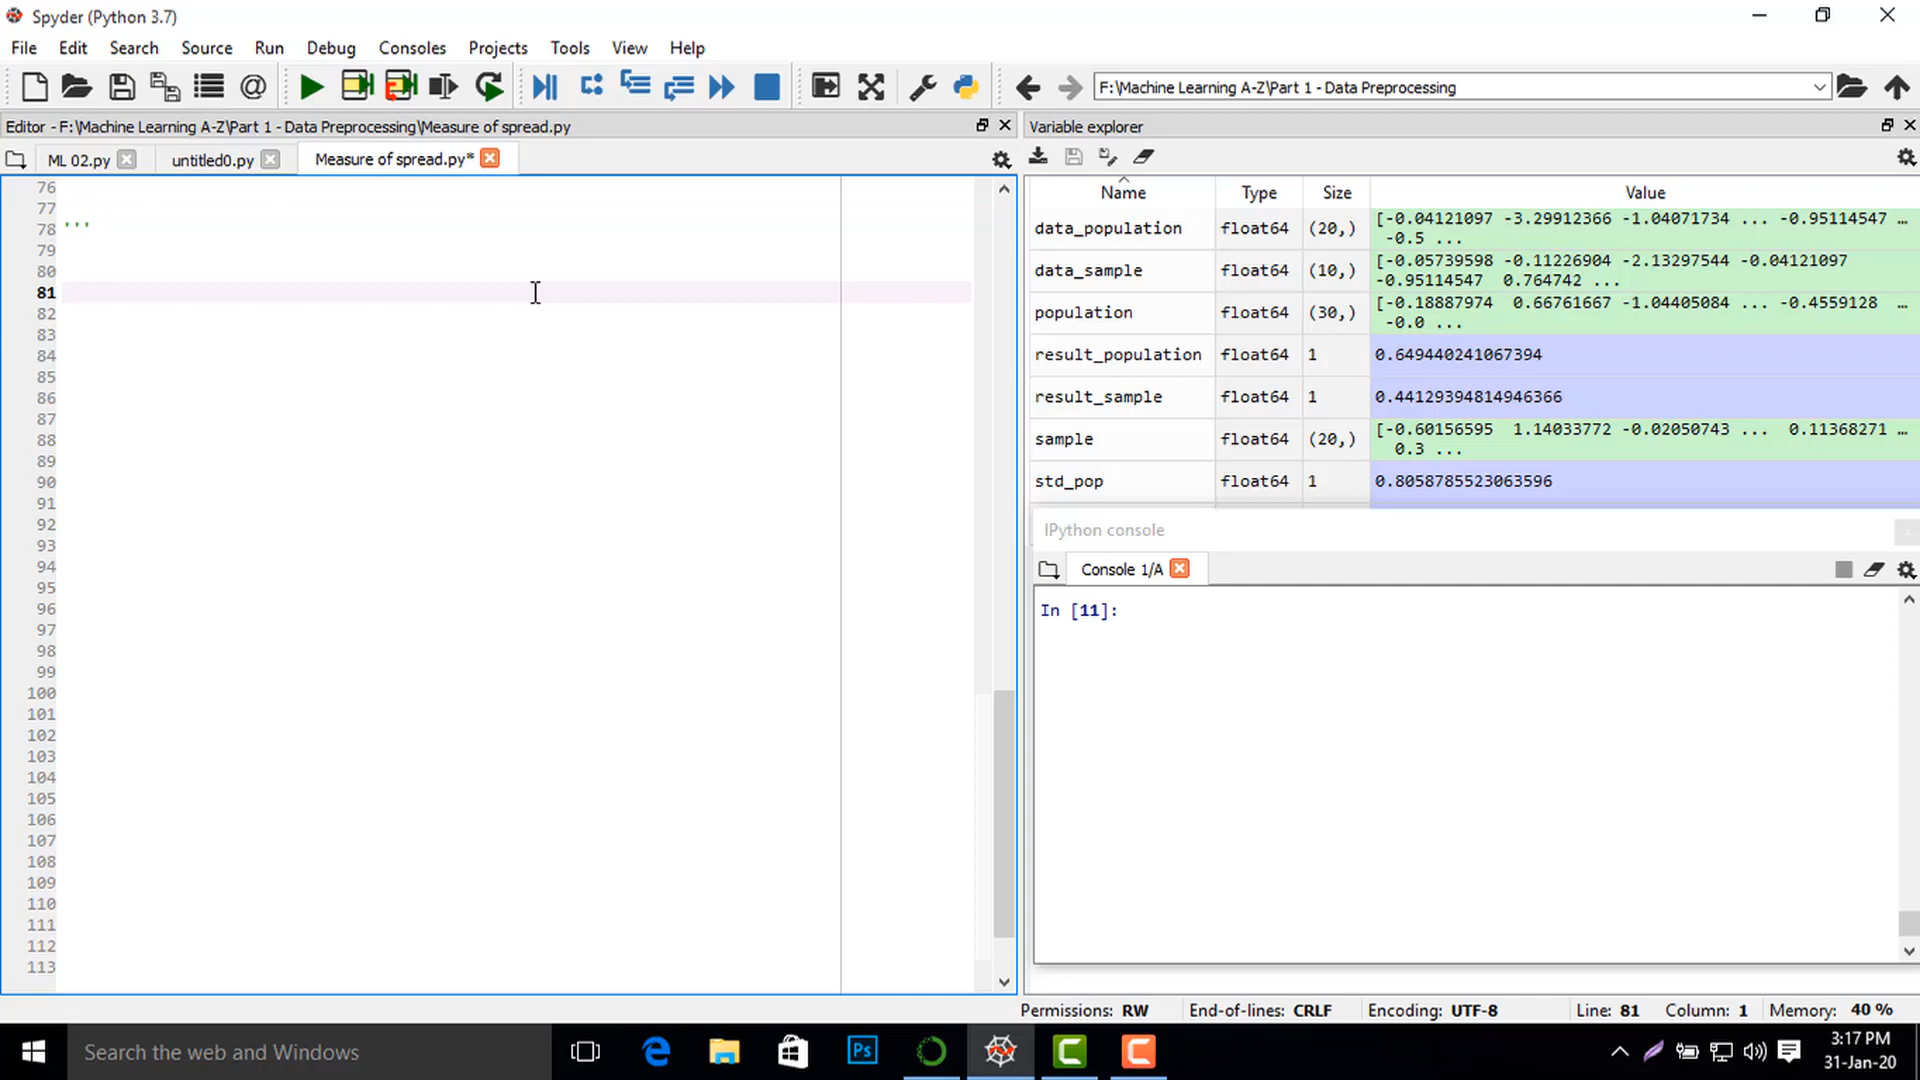 Spyder (Python 3.7)
File Edit Search Source Run Debug Consoles Projects Tools View Help
F:\Machine Learning A-Z\Part 1 - Data Preprocessing
Editor - F:\Machine Learning A-Z\Part 1 - Data Preprocessing\Measure of spread.py
ML 02.py untitled0.py Measure of spread.py*
76
77
78 '''
79
80
81
82
83
84
85
86
87
88
89
90
91
92
93
94
95
96
97
98
99
100
101
102
103
104
105
106
107
108
109
110
111
112
113
Variable explorer
Name Type Size Value
data_population float64 (20,) [-0.04121097 -3.29912366 -1.04071734 ... -0.95114547 …
-0.5 ...
data_sample float64 (10,) [-0.05739598 -0.11226904 -2.13297544 -0.04121097
-0.95114547 0.764742 ...
population float64 (30,) [-0.18887974 0.66761667 -1.04405084 ... -0.4559128 …
-0.0 ...
result_population float64 1 0.649440241067394
result_sample float64 1 0.44129394814946366
sample float64 (20,) [-0.60156595 1.14033772 -0.02050743 ... 0.11368271 …
0.3 ...
std_pop float64 1 0.8058785523063596
IPython console
Console 1/A
In [11]:
Permissions: RW End-of-lines: CRLF Encoding: UTF-8 Line: 81 Column: 1 Memory: 40 %
Search the web and Windows
Ps
3:17 PM
31-Jan-20